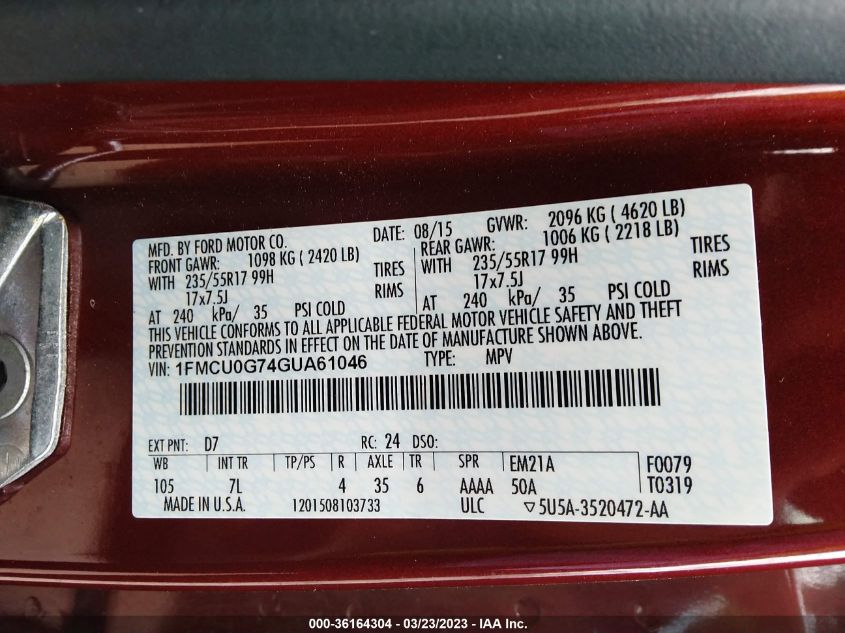 MFD. BY FORD MOTOR CO. DATE: 08/15 GVWR: 2096 KG ( 4620 LB)
FRONT GAWR: 1098 KG ( 2420 LB) REAR GAWR: 1006 KG ( 2218 LB)
WITH 235/55R17 99H TIRES WITH 235/55R17 99H TIRES
17x7.5J RIMS 17x7.5J RIMS
AT 240 kPa/ 35 PSI COLD AT 240 kPa/ 35 PSI COLD
THIS VEHICLE CONFORMS TO ALL APPLICABLE FEDERAL MOTOR VEHICLE SAFETY AND THEFT
PREVENTION STANDARDS IN EFFECT ON THE DATE OF MANUFACTURE SHOWN ABOVE.
VIN: 1FMCU0G74GUA61046 TYPE: MPV
EXT PNT: D7 RC: 24 DSO:
WB INT TR TP/PS R AXLE TR SPR EM21A F0079
105 7L 4 35 6 AAAA 50A T0319
MADE IN U.S.A. 1201508103733 ULC ▽5U5A-3520472-AA
000-36164304 - 03/23/2023 - IAA Inc.